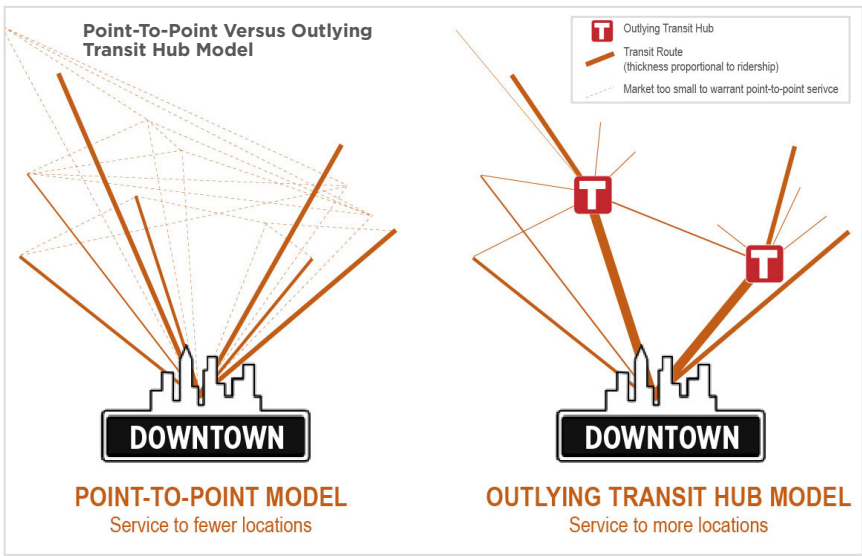 Point-To-Point Versus Outlying
Transit Hub Model
T
Outlying Transit Hub
Transit Route
(thickness proportional to ridership)
Market too small to warrant point-to-point serivce
T
T
DOWNTOWN
DOWNTOWN
POINT-TO-POINT MODEL
Service to fewer locations
OUTLYING TRANSIT HUB MODEL
Service to more locations